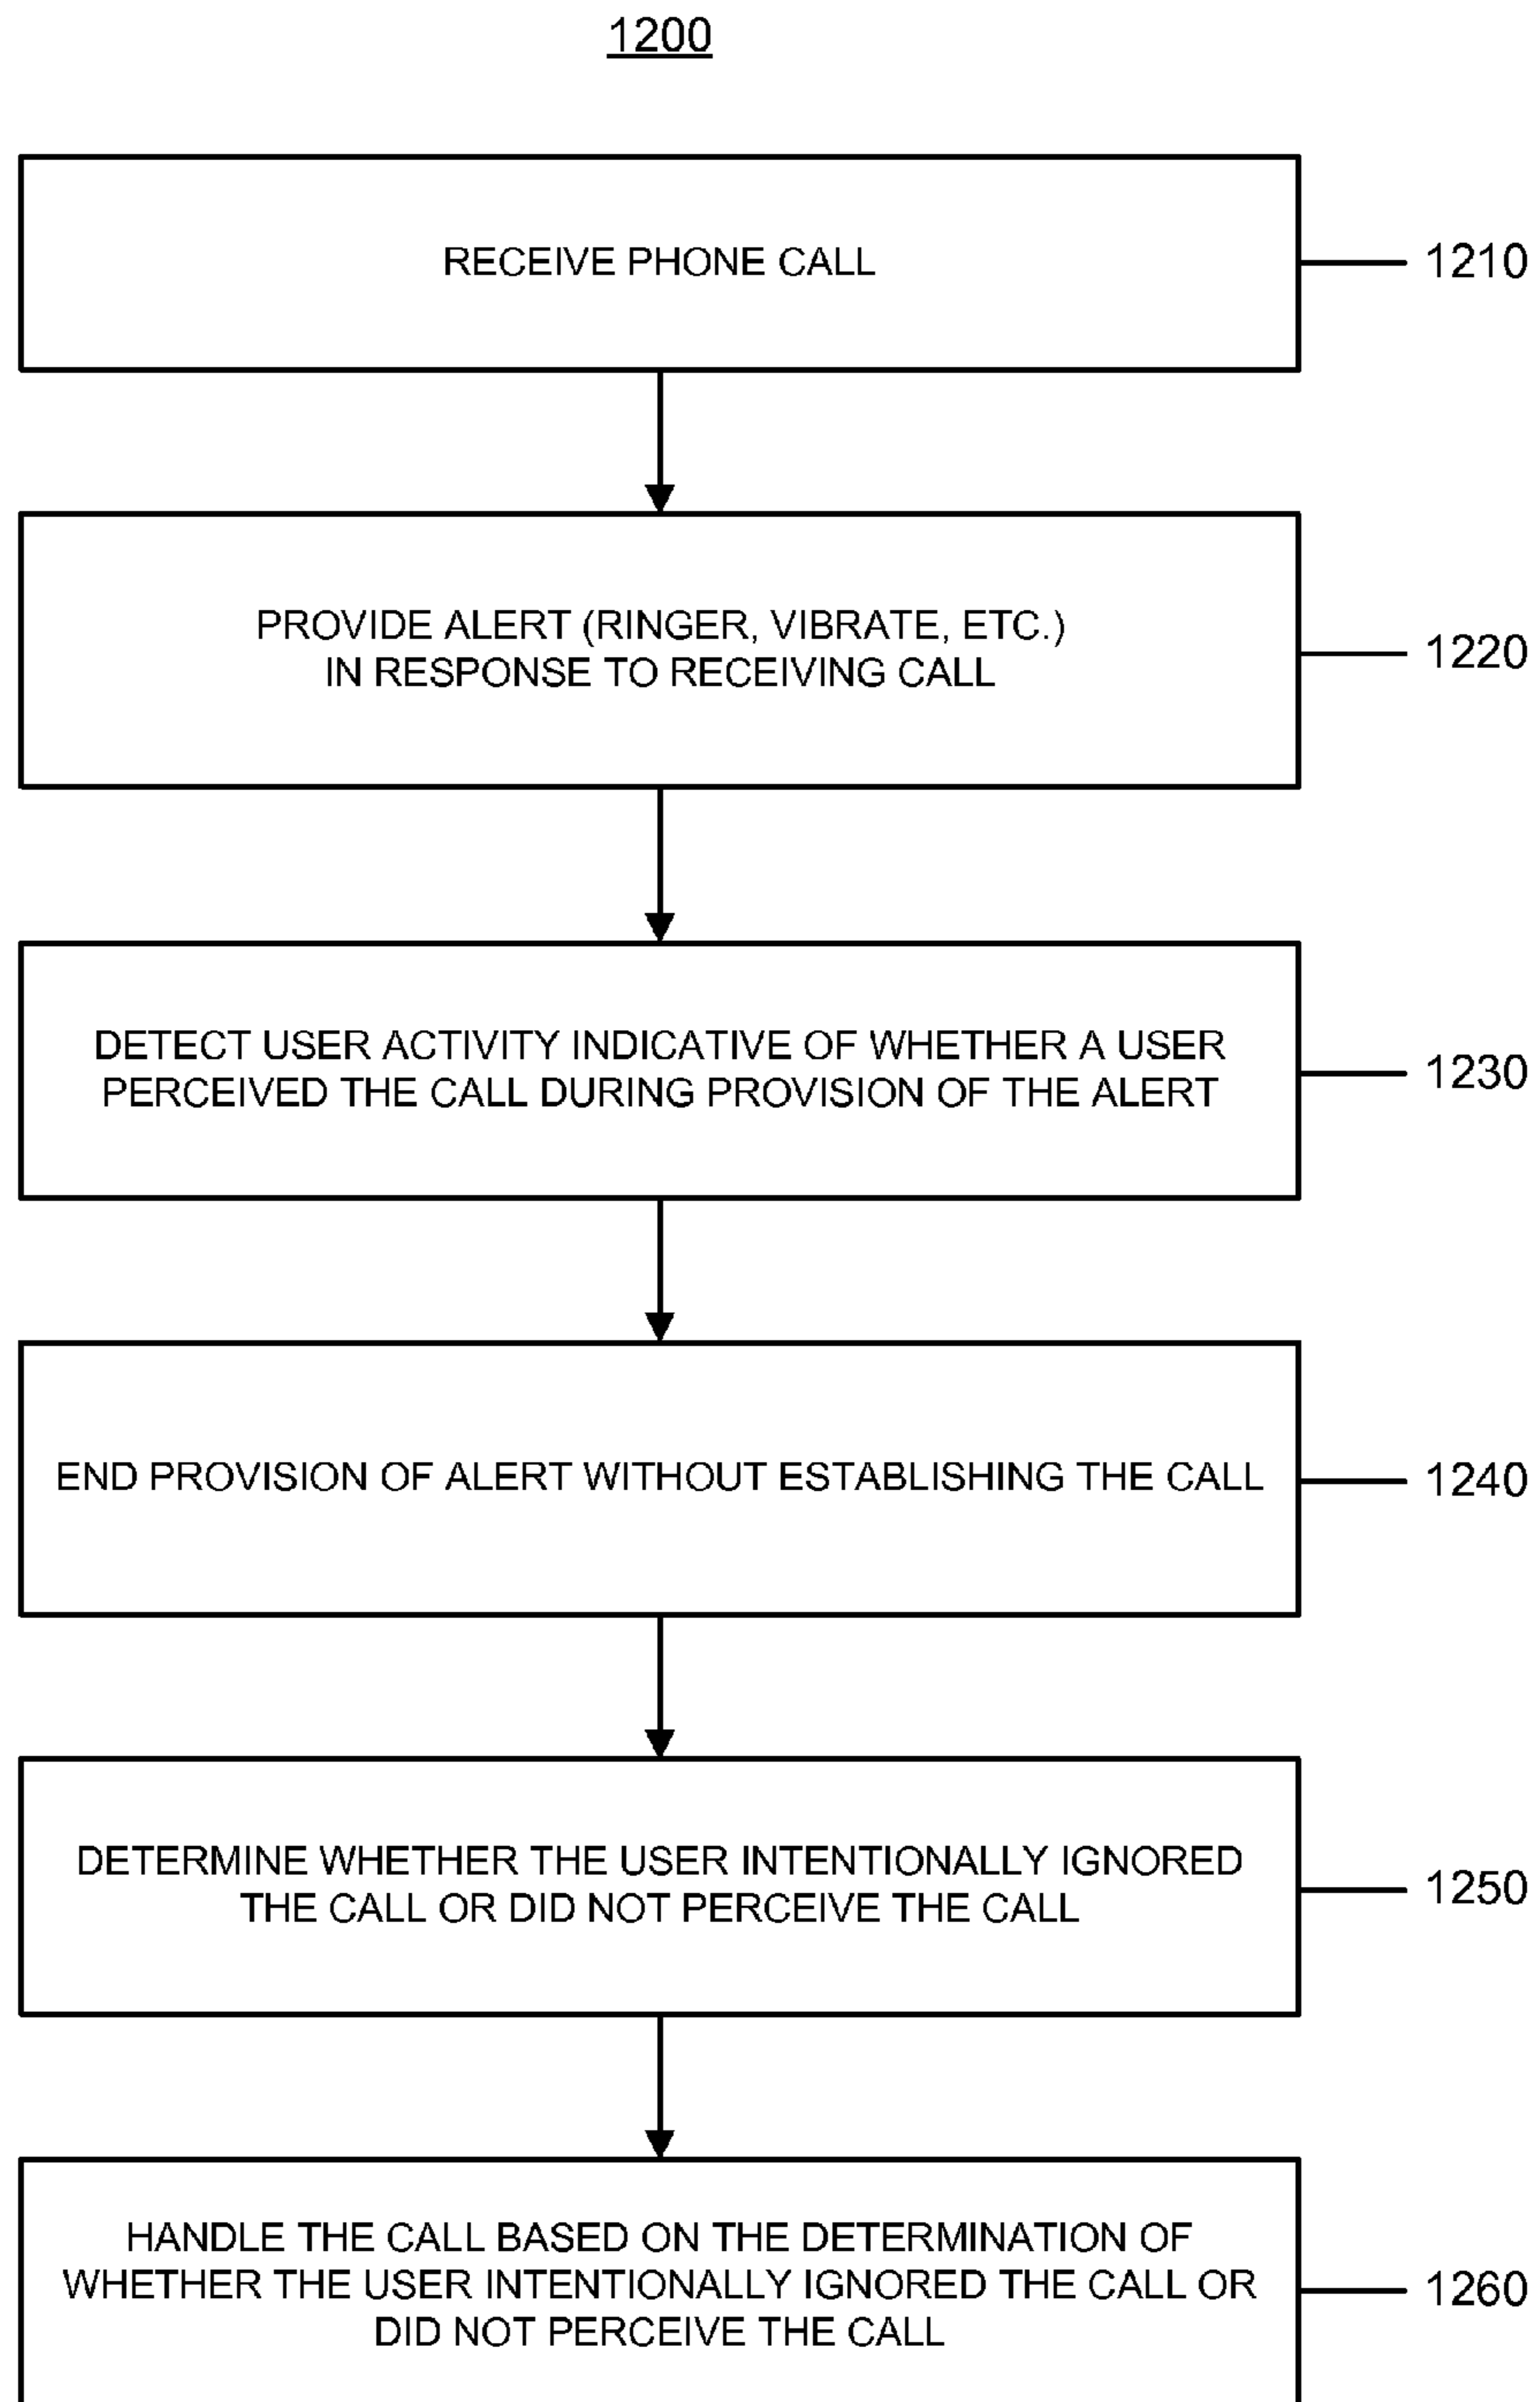 1200
RECEIVE PHONE CALL
1210
PROVIDE ALERT (RINGER, VIBRATE, ETC.)
IN RESPONSE TO RECEIVING CALL
1220
DETECT USER ACTIVITY INDICATIVE OF WHETHER A USER
PERCEIVED THE CALL DURING PROVISION OF THE ALERT
1230
END PROVISION OF ALERT WITHOUT ESTABLISHING THE CALL
1240
DETERMINE WHETHER THE USER INTENTIONALLY IGNORED
THE CALL OR DID NOT PERCEIVE THE CALL
1250
HANDLE THE CALL BASED ON THE DETERMINATION OF
WHETHER THE USER INTENTIONALLY IGNORED THE CALL OR
DID NOT PERCEIVE THE CALL
1260